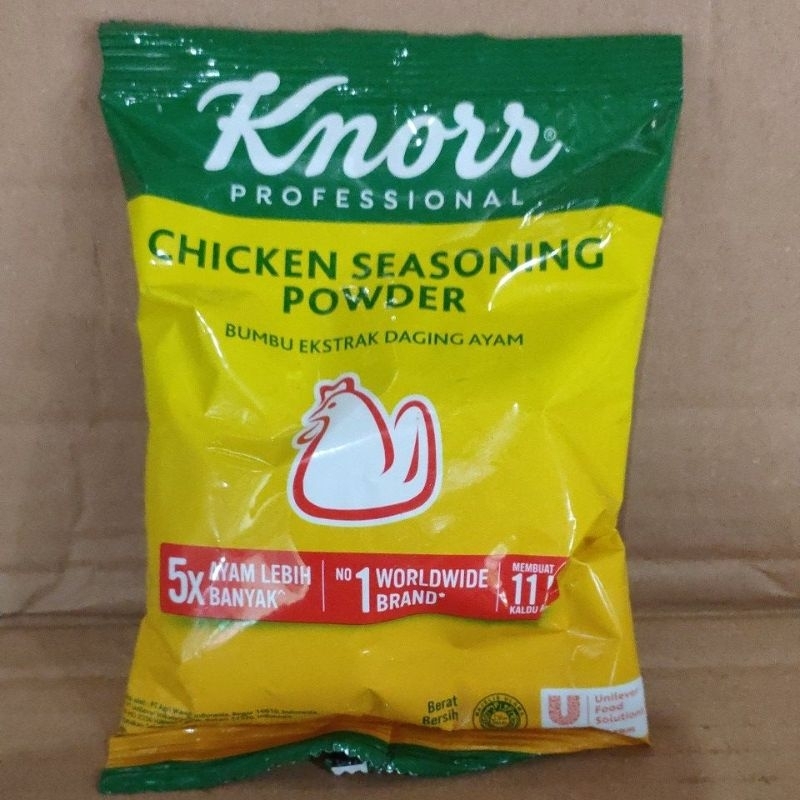 Knorr®
PROFESSIONAL
CHICKEN SEASONING
POWDER
BUMBU EKSTRAK DAGING AYAM
5x AYAM LEBIH
BANYAK^
NO 1 WORLDWIDE
BRAND*
MEMBUAT
11
KALDU
Berat
Bersih
Unilever
Food
Solutions